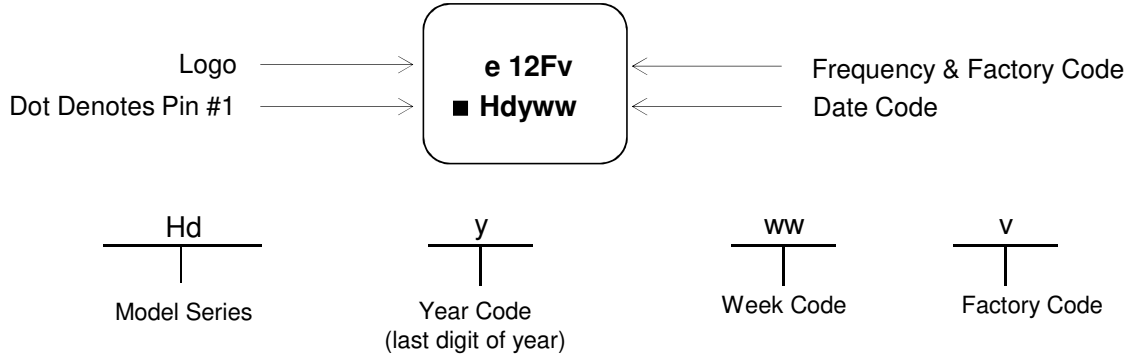 Logo
e 12Fv
Frequency & Factory Code
Dot Denotes Pin #1
■ Hdyww
Date Code
Hd
y
ww
v
Model Series
Year Code
(last digit of year)
Week Code
Factory Code